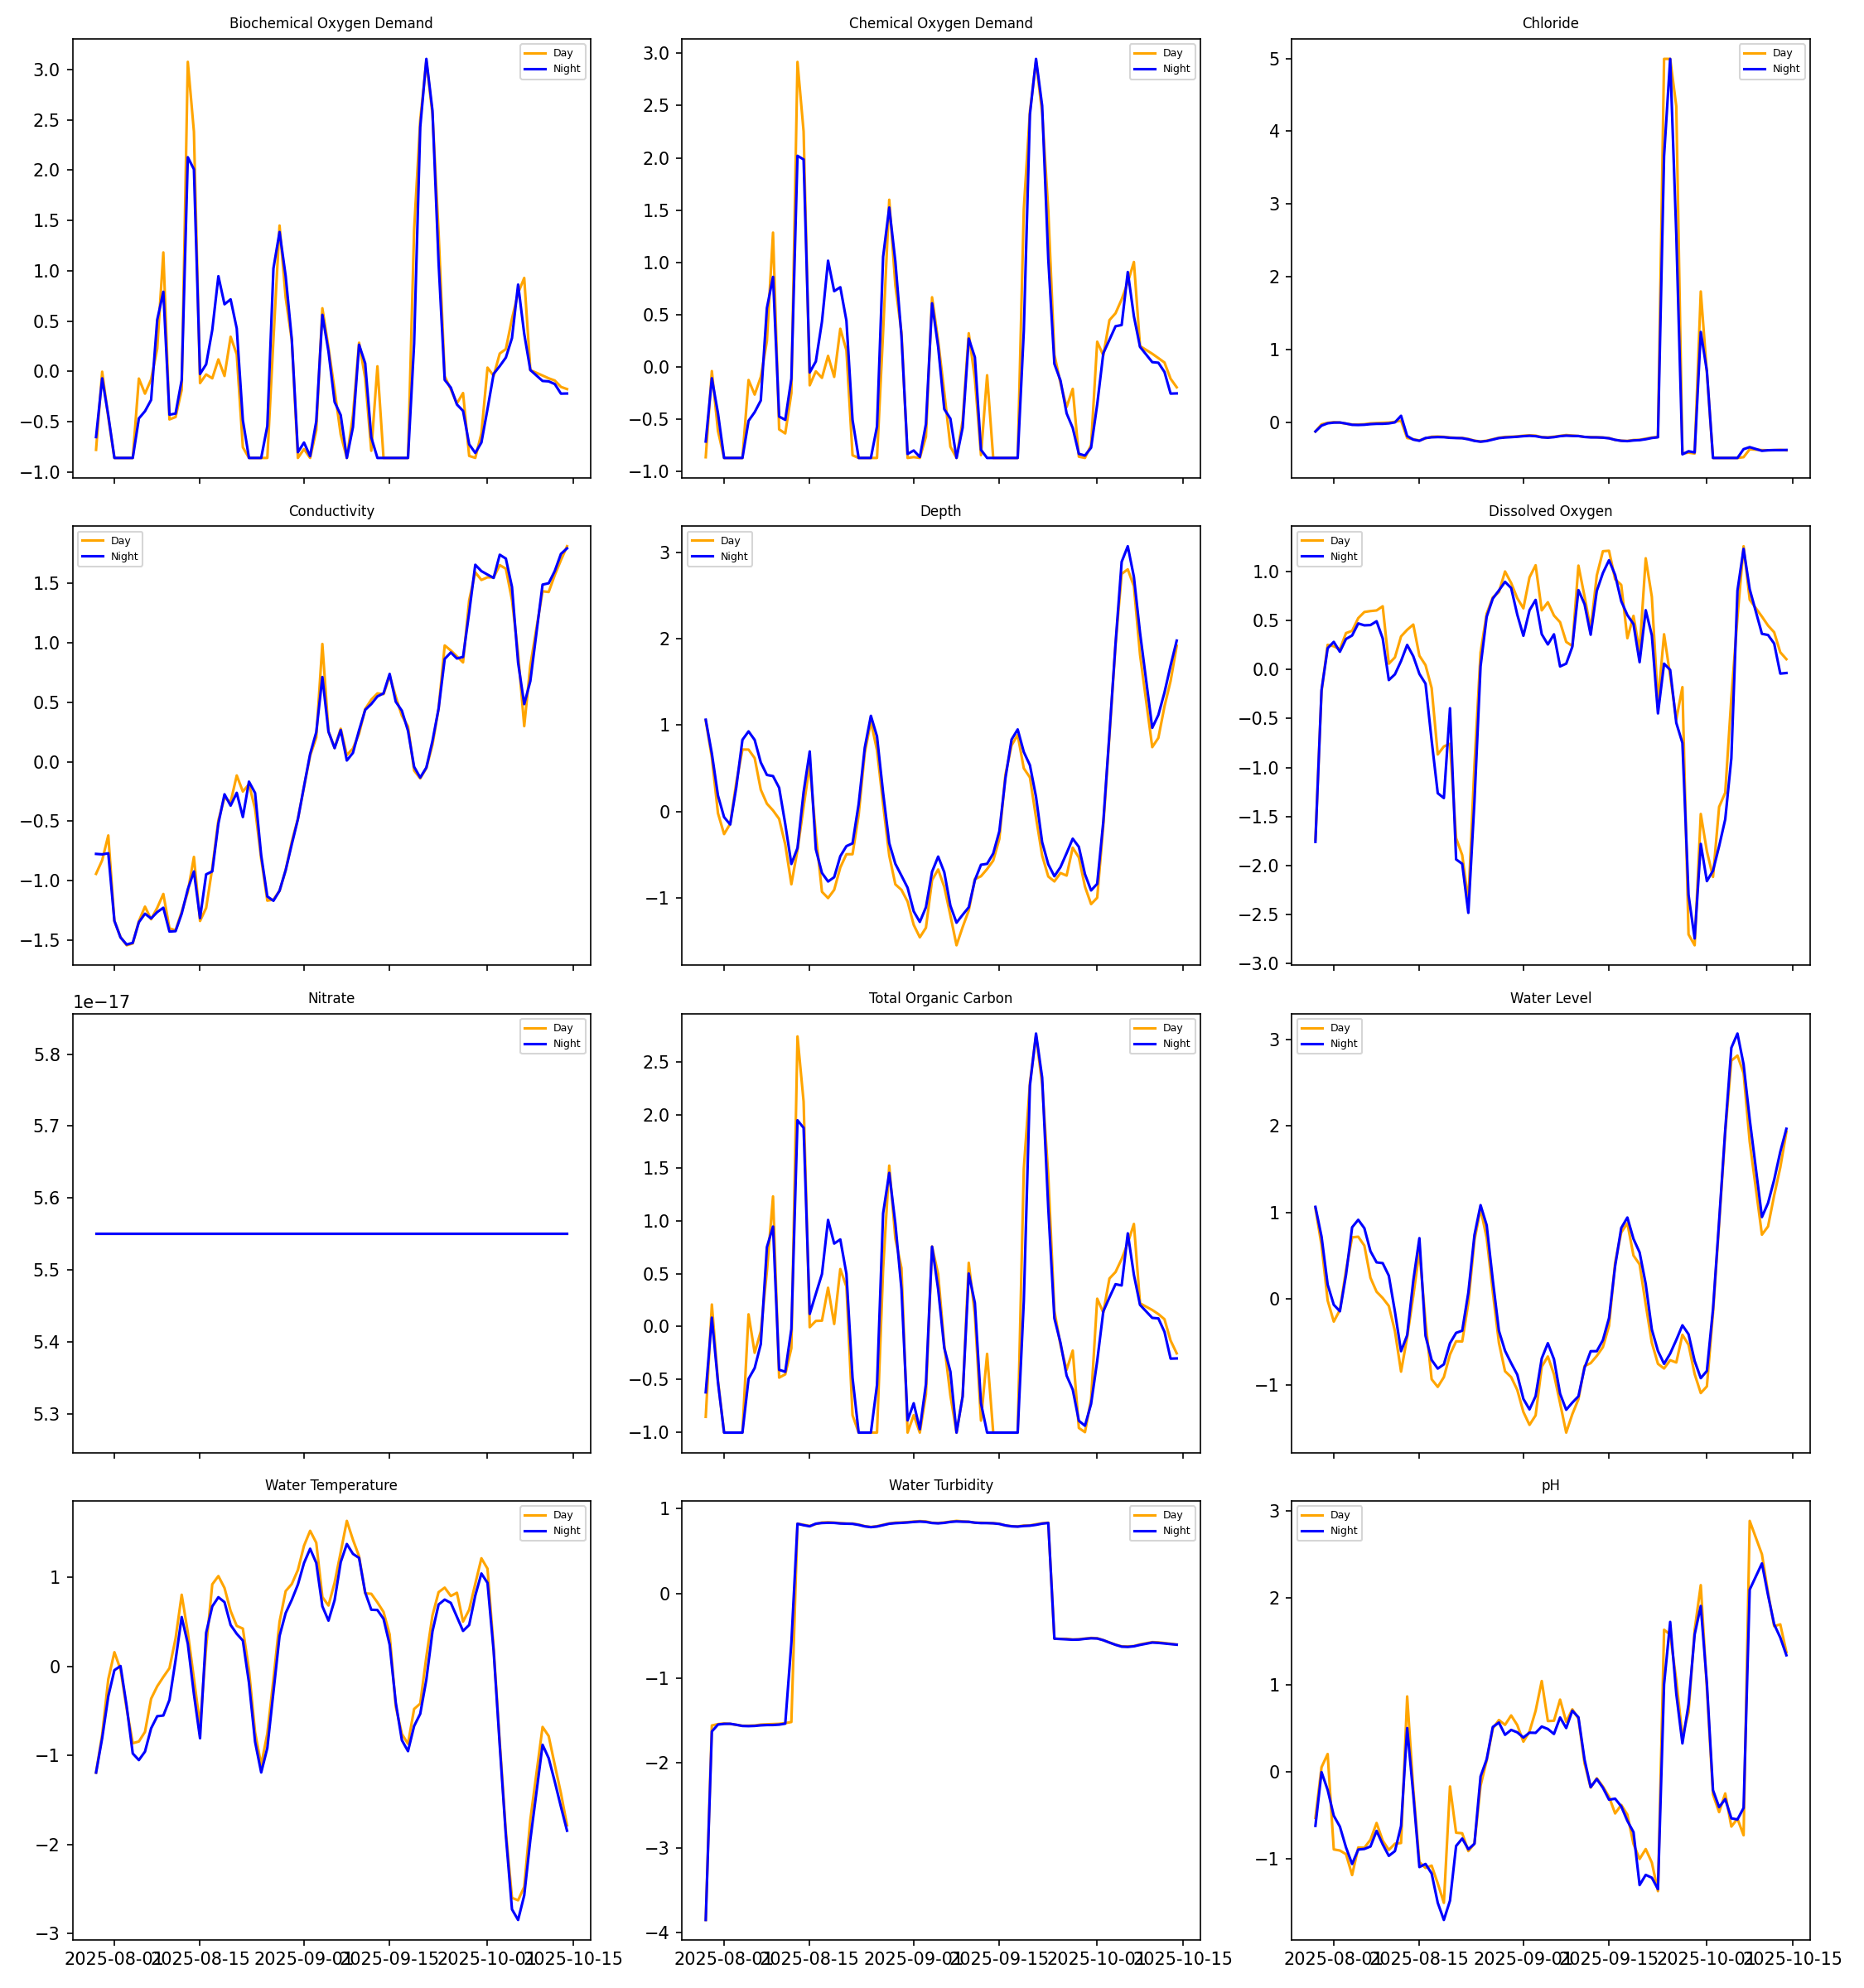 Biochemical Oxygen Demand
Day
Night
3.0
2.5
2.0
1.5
1.0
0.5
0.0
−0.5
−1.0
Chemical Oxygen Demand
Day
Night
3.0
2.5
2.0
1.5
1.0
0.5
0.0
−0.5
−1.0
Chloride
Day
Night
5
4
3
2
1
0
Conductivity
Day
Night
1.5
1.0
0.5
0.0
−0.5
−1.0
−1.5
Depth
Day
Night
3
2
1
0
−1
Dissolved Oxygen
Day
Night
1.0
0.5
0.0
−0.5
−1.0
−1.5
−2.0
−2.5
−3.0
Nitrate
1e−17
Day
Night
5.8
5.7
5.6
5.5
5.4
5.3
Total Organic Carbon
Day
Night
2.5
2.0
1.5
1.0
0.5
0.0
−0.5
−1.0
Water Level
Day
Night
3
2
1
0
−1
Water Temperature
Day
Night
1
0
−1
−2
−3
2025-08-01 2025-08-15 2025-09-01 2025-09-15 2025-10-01 2025-10-15
Water Turbidity
Day
Night
1
0
−1
−2
−3
−4
2025-08-01 2025-08-15 2025-09-01 2025-09-15 2025-10-01 2025-10-15
pH
Day
Night
3
2
1
0
−1
2025-08-01 2025-08-15 2025-09-01 2025-09-15 2025-10-01 2025-10-15